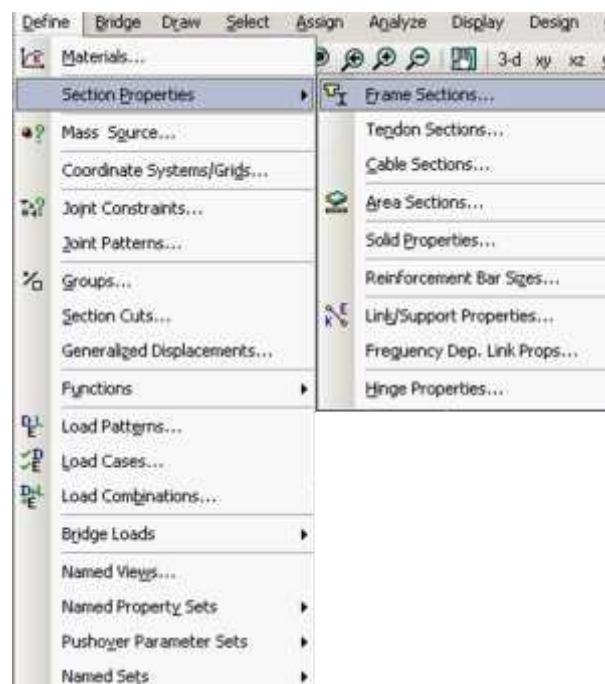 Define Bridge Draw Select Assign Analyze Display Design
Materials...
3-d xy xz
Section Properties
Frame Sections...
Mass Source...
Tendon Sections...
Coordinate Systems/Grids...
Cable Sections...
Joint Constraints...
Area Sections...
Joint Patterns...
Solid Properties...
Groups...
Reinforcement Bar Sizes...
Section Cuts...
Link/Support Properties...
Generalized Displacements...
Frequency Dep. Link Props...
Functions
Hinge Properties...
Load Patterns...
Load Cases...
Load Combinations...
Bridge Loads
Named Views...
Named Property Sets
Pushover Parameter Sets
Named Sets